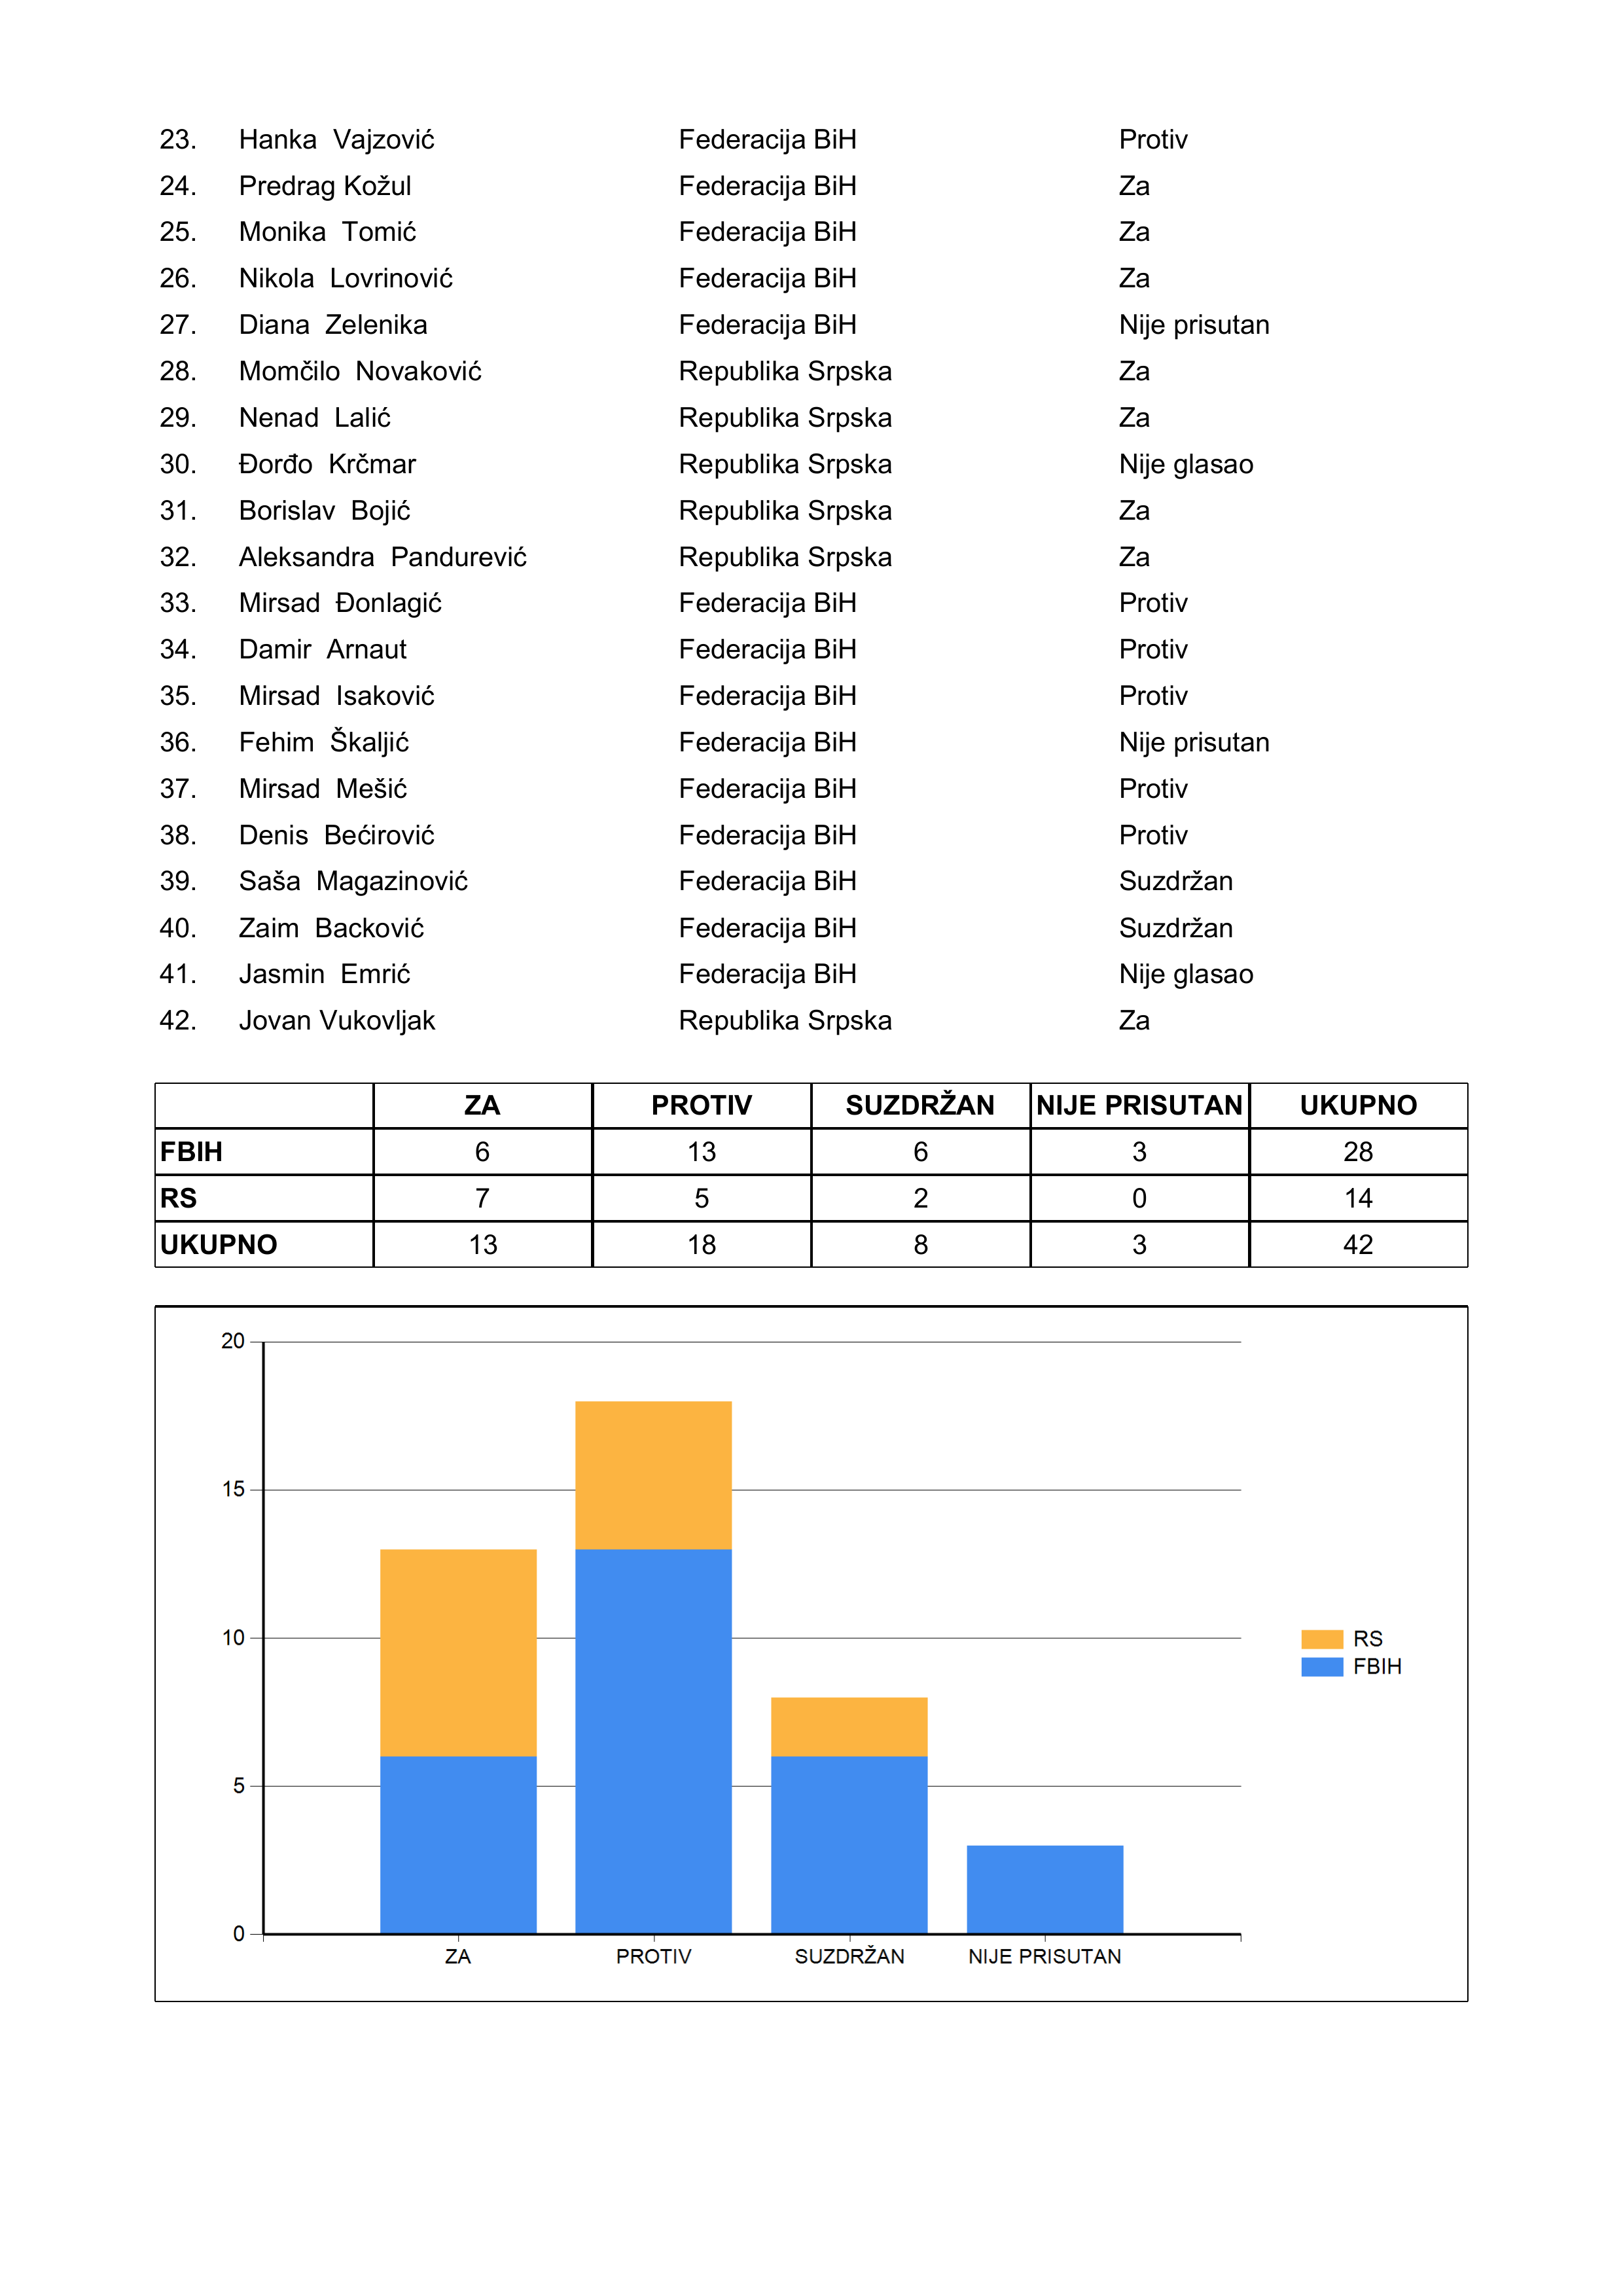 23. Hanka Vajzović Federacija BiH Protiv
24. Predrag Kožul Federacija BiH Za
25. Monika Tomić Federacija BiH Za
26. Nikola Lovrinović Federacija BiH Za
27. Diana Zelenika Federacija BiH Nije prisutan
28. Momčilo Novaković Republika Srpska Za
29. Nenad Lalić Republika Srpska Za
30. Đorđo Krčmar Republika Srpska Nije glasao
31. Borislav Bojić Republika Srpska Za
32. Aleksandra Pandurević Republika Srpska Za
33. Mirsad Đonlagić Federacija BiH Protiv
34. Damir Arnaut Federacija BiH Protiv
35. Mirsad Isaković Federacija BiH Protiv
36. Fehim Škaljić Federacija BiH Nije prisutan
37. Mirsad Mešić Federacija BiH Protiv
38. Denis Bećirović Federacija BiH Protiv
39. Saša Magazinović Federacija BiH Suzdržan
40. Zaim Backović Federacija BiH Suzdržan
41. Jasmin Emrić Federacija BiH Nije glasao
42. Jovan Vukovljak Republika Srpska Za
ZA PROTIV SUZDRŽAN NIJE PRISUTAN UKUPNO
FBIH 6 13 6 3 28
RS 7 5 2 0 14
UKUPNO 13 18 8 3 42
20
15
10
5
0
ZA PROTIV SUZDRŽAN NIJE PRISUTAN
RS
FBIH